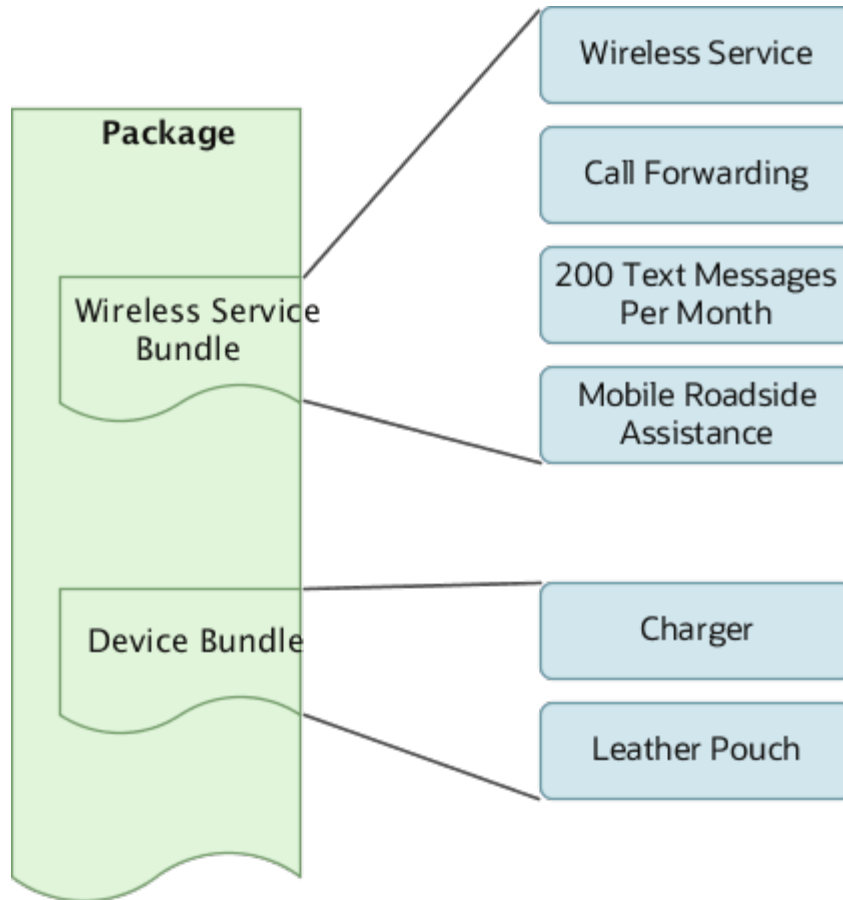 Package
Wireless Service
Bundle
Device Bundle
Wireless Service
Call Forwarding
200 Text Messages
Per Month
Mobile Roadside
Assistance
Charger
Leather Pouch